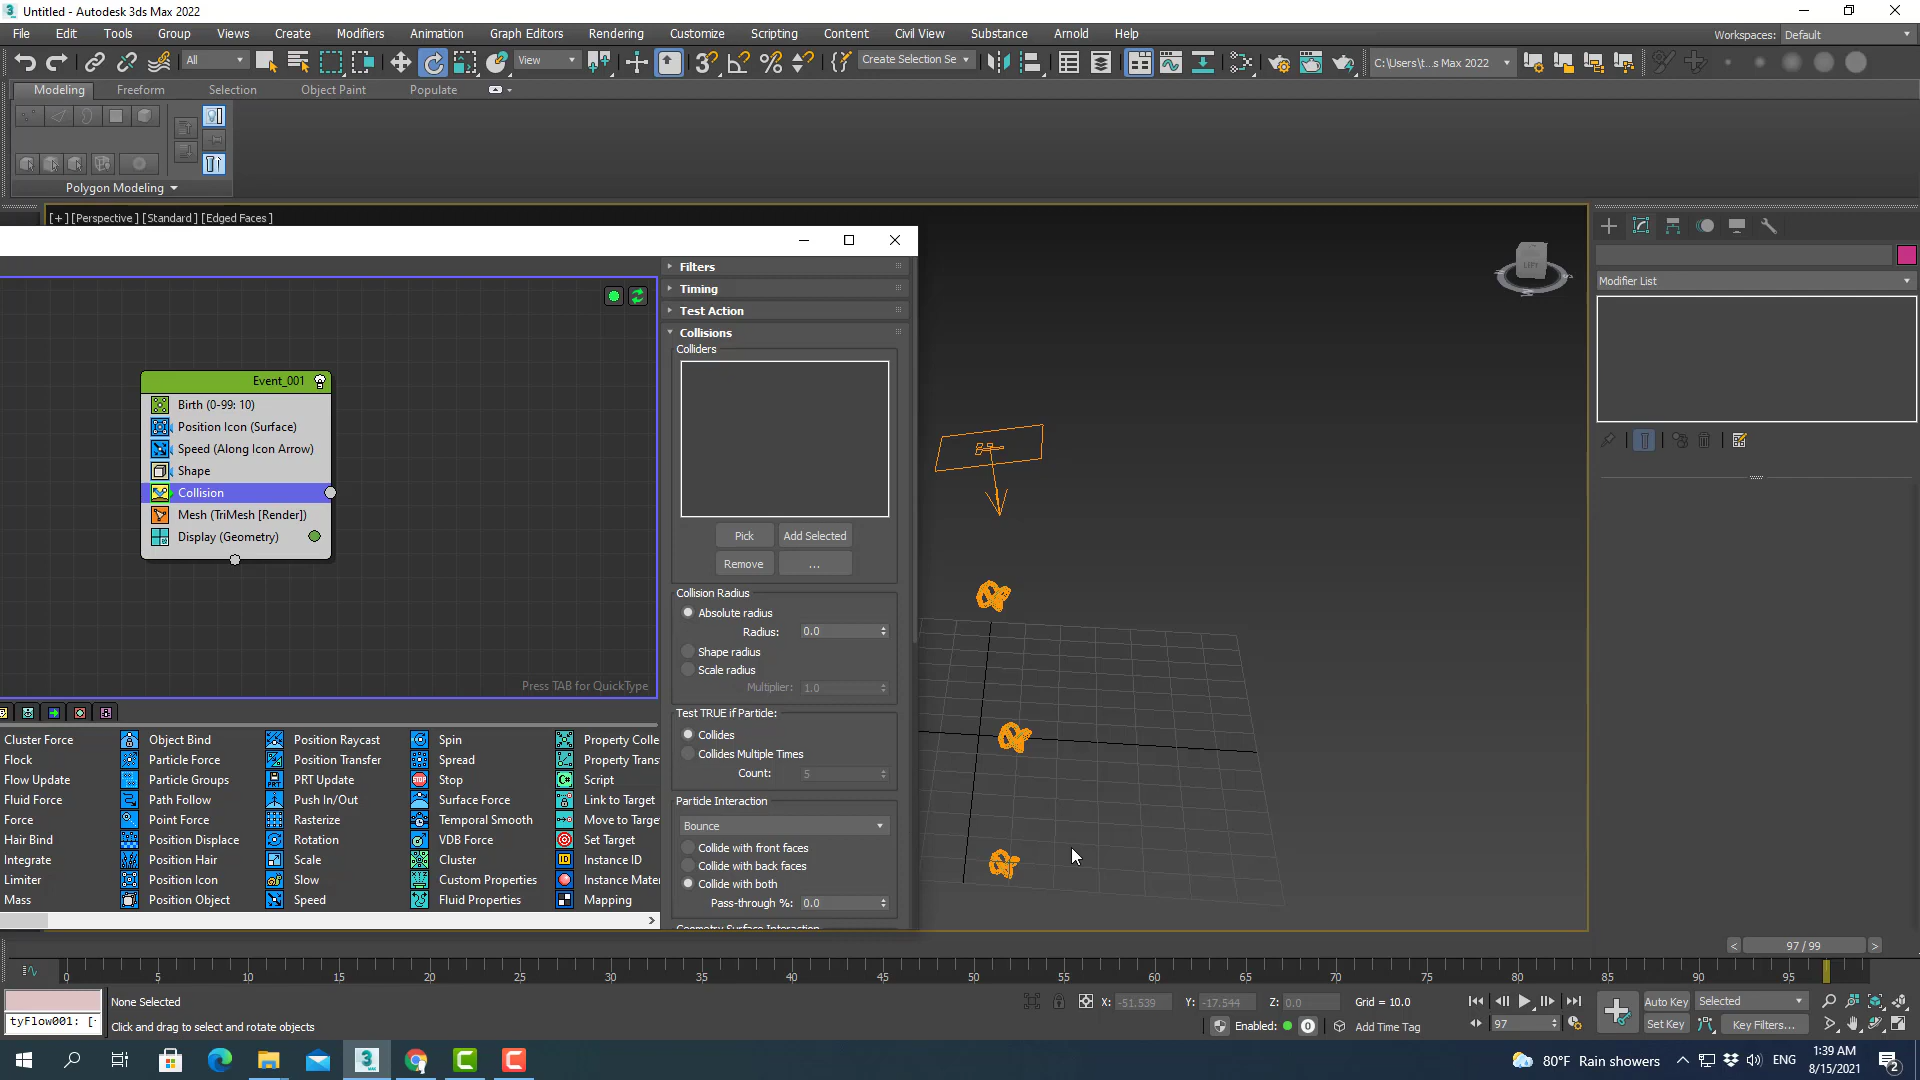 Untitled - Autodesk 3ds Max 2022
File Edit Tools Group Views Create Modifiers Animation Graph Editors Rendering Customize Scripting Content Civil View Substance Arnold Help
Workspaces: Default
All View Create Selection Se C:\Users\t...s Max 2022
Modeling Freeform Selection Object Paint Populate
Polygon Modeling
[+] [Perspective] [Standard] [Edged Faces]
LEFT
Modifier List
Filters
Timing
Test Action
Collisions
Colliders
Pick Add Selected
Remove ...
Collision Radius
Absolute radius
Radius: 0.0
Shape radius
Scale radius
Multiplier: 1.0
Test TRUE if Particle:
Collides
Collides Multiple Times
Count: 5
Particle Interaction
Bounce
Collide with front faces
Collide with back faces
Collide with both
Pass-through %: 0.0
Geometry Surface Interaction
Event_001
Birth (0-99: 10)
Position Icon (Surface)
Speed (Along Icon Arrow)
Shape
Collision
Mesh (TriMesh [Render])
Display (Geometry)
Press TAB for QuickType
Cluster Force Object Bind Position Raycast Spin Property Colle
Flock Particle Force Position Transfer Spread Property Trans
Flow Update Particle Groups PRT Update Stop Script
Fluid Force Path Follow Push In/Out Surface Force Link to Target
Force Point Force Rasterize Temporal Smooth Move to Targe
Hair Bind Position Displace Rotation VDB Force Set Target
Integrate Position Hair Scale Cluster Instance ID
Limiter Position Icon Slow Custom Properties Instance Mater
Mass Position Object Speed Fluid Properties Mapping
< 97 / 99 >
0 5 10 15 20 25 30 35 40 45 50 55 60 65 70 75 80 85 90 95
None Selected
X: -51.539 Y: -17.544 Z: 0.0 Grid = 10.0
Auto Key Selected
tyFlow001: [-
Click and drag to select and rotate objects
Enabled: 0 Add Time Tag
97
Set Key Key Filters...
80°F Rain showers ENG
1:39 AM
8/15/2021
2